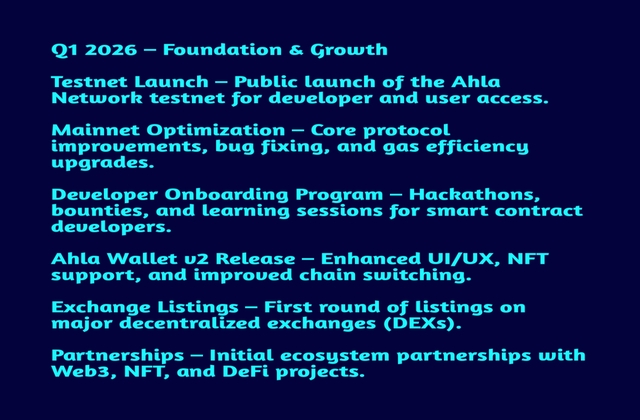 Q1 2026 – Foundation & Growth
Testnet Launch – Public launch of the Ahla
Network testnet for developer and user access.
Mainnet Optimization – Core protocol
improvements, bug fixing, and gas efficiency
upgrades.
Developer Onboarding Program – Hackathons,
bounties, and learning sessions for smart contract
developers.
Ahla Wallet v2 Release – Enhanced UI/UX, NFT
support, and improved chain switching.
Exchange Listings – First round of listings on
major decentralized exchanges (DEXs).
Partnerships – Initial ecosystem partnerships with
Web3, NFT, and DeFi projects.